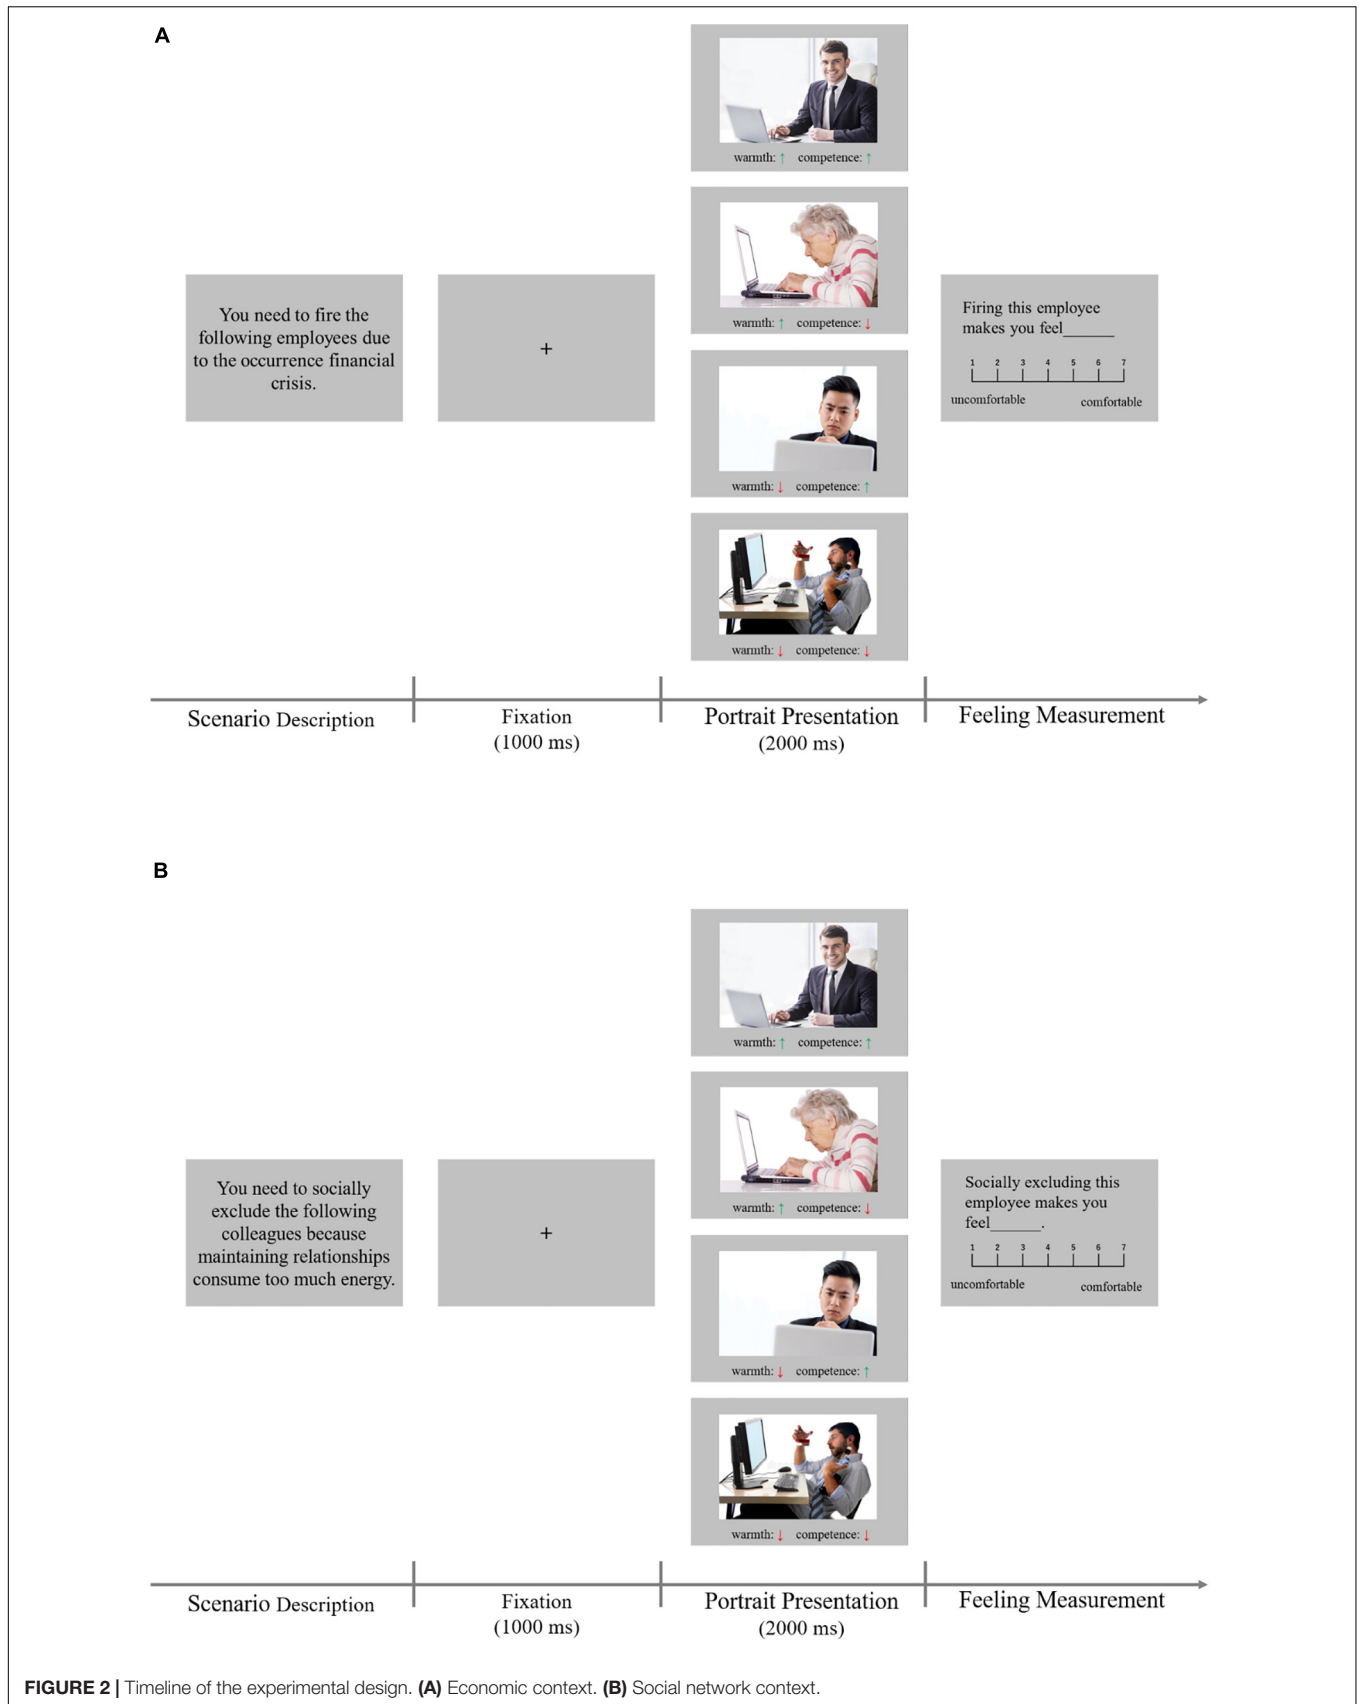 A
warmth: ↑ competence: ↑
warmth: ↑ competence: ↓
You need to fire the
following employees due
to the occurrence financial
crisis.
+
Firing this employee
makes you feel______
1 2 3 4 5 6 7
uncomfortable comfortable
warmth: ↓ competence: ↑
warmth: ↓ competence: ↓
Scenario Description
Fixation
(1000 ms)
Portrait Presentation
(2000 ms)
Feeling Measurement
B
warmth: ↑ competence: ↑
warmth: ↑ competence: ↓
You need to socially
exclude the following
colleagues because
maintaining relationships
consume too much energy.
+
Socially excluding this
employee makes you
feel______.
1 2 3 4 5 6 7
uncomfortable comfortable
warmth: ↓ competence: ↑
warmth: ↓ competence: ↓
Scenario Description
Fixation
(1000 ms)
Portrait Presentation
(2000 ms)
Feeling Measurement
FIGURE 2 | Timeline of the experimental design. (A) Economic context. (B) Social network context.